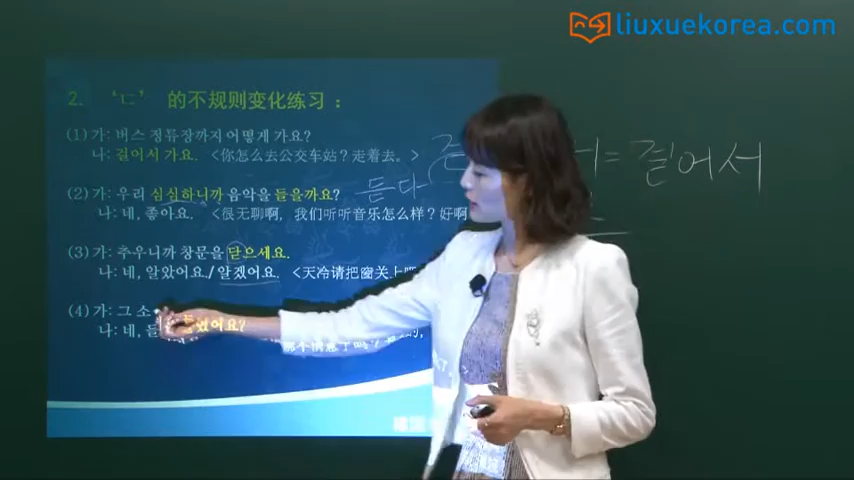 liuxuekorea.com
2. 'ㄷ' 的不规则变化练习：
(1) 가: 버스 정류장까지 어떻게 가요?
나: 걸어서 가요. <你怎么去公交车站？走着去。>
(2) 가: 우리 심심하니까 음악을 들을까요?
나: 네, 좋아요. <很无聊啊，我们听听音乐怎么样？好啊
(3) 가: 추우니까 창문을 닫으세요.
나: 네, 알았어요./알겠어요. <天冷请把窗关上
(4) 가: 그 소
나: 네, 들
었어요?
듣다
= 걸어서